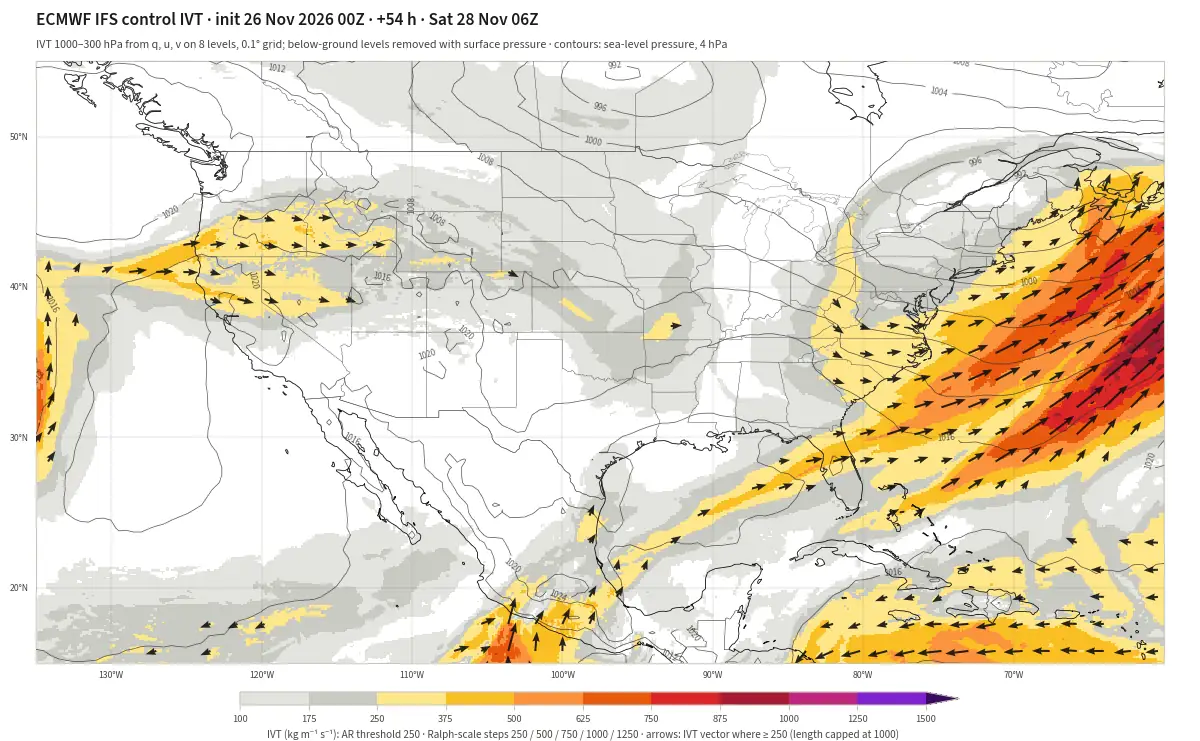 ECMWF IFS control IVT · init 26 Nov 2026 00Z · +54 h · Sat 28 Nov 06Z
IVT 1000–300 hPa from q, u, v on 8 levels, 0.1° grid; below-ground levels removed with surface pressure · contours: sea-level pressure, 4 hPa
1012
992
1008
1004
996
1000
50°N
1008
996
992
1020
1008
1008
1016
1020
1016
1000
40°N
1020
1020
1016
1016
30°N
1020
1020
1016
1024
20°N
1020
1012
130°W
120°W
110°W
100°W
90°W
80°W
70°W
100
175
250
375
500
625
750
875
1000
1250
1500
IVT (kg m⁻¹ s⁻¹): AR threshold 250 · Ralph-scale steps 250 / 500 / 750 / 1000 / 1250 · arrows: IVT vector where ≥ 250 (length capped at 1000)